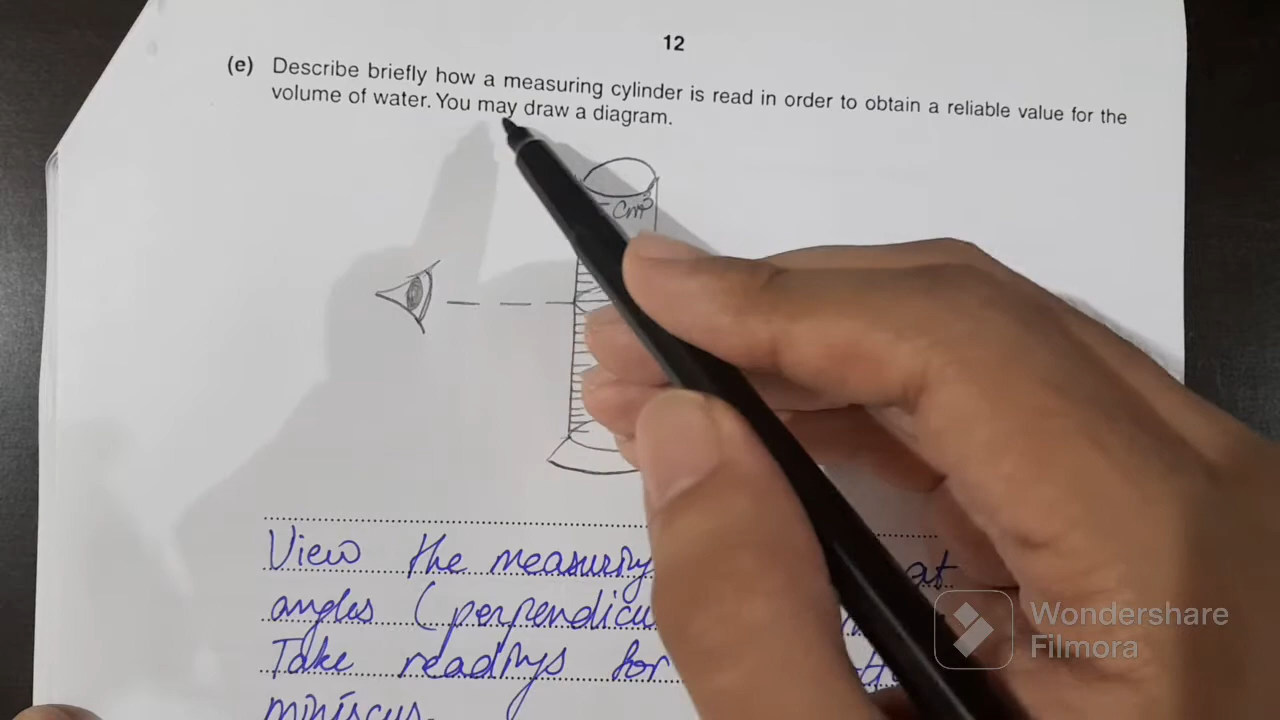 12
(e) Describe briefly how a measuring cylinder is read in order to obtain a reliable value for the
volume of water. You may draw a diagram.
cm³
View the measuring at
angles (perpendicu
Take readings for
miniscus.
Wondershare
Filmora